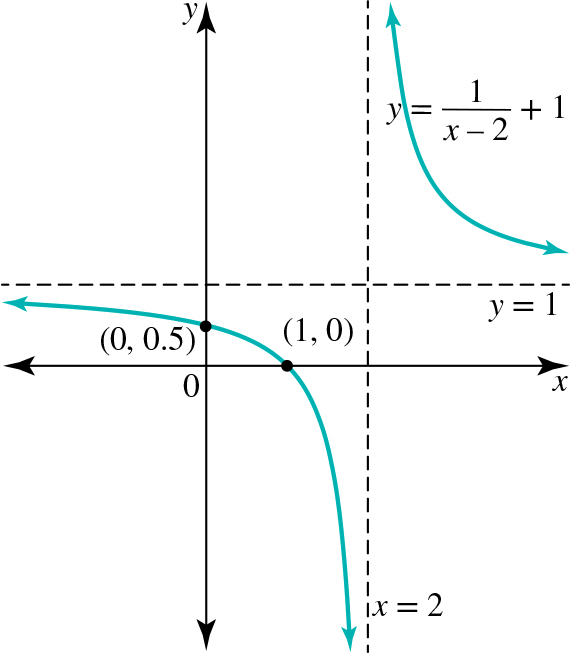 y
y = 1/(x – 2) + 1
y = 1
(0, 0.5)
(1, 0)
0
x
x = 2